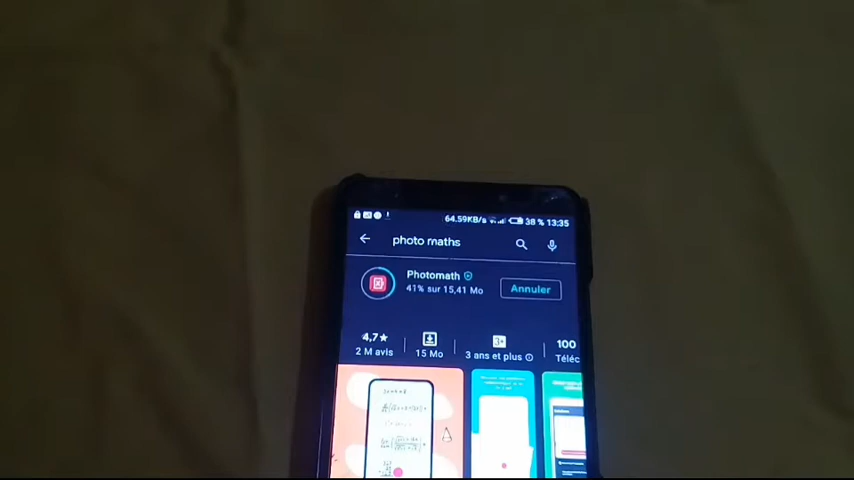 64.59KB/s 38 % 13:35
photo maths
Photomath
41% sur 15,41 Mo
Annuler
4,7★
2 M avis
15 Mo
3+
3 ans et plus
100
Téléc